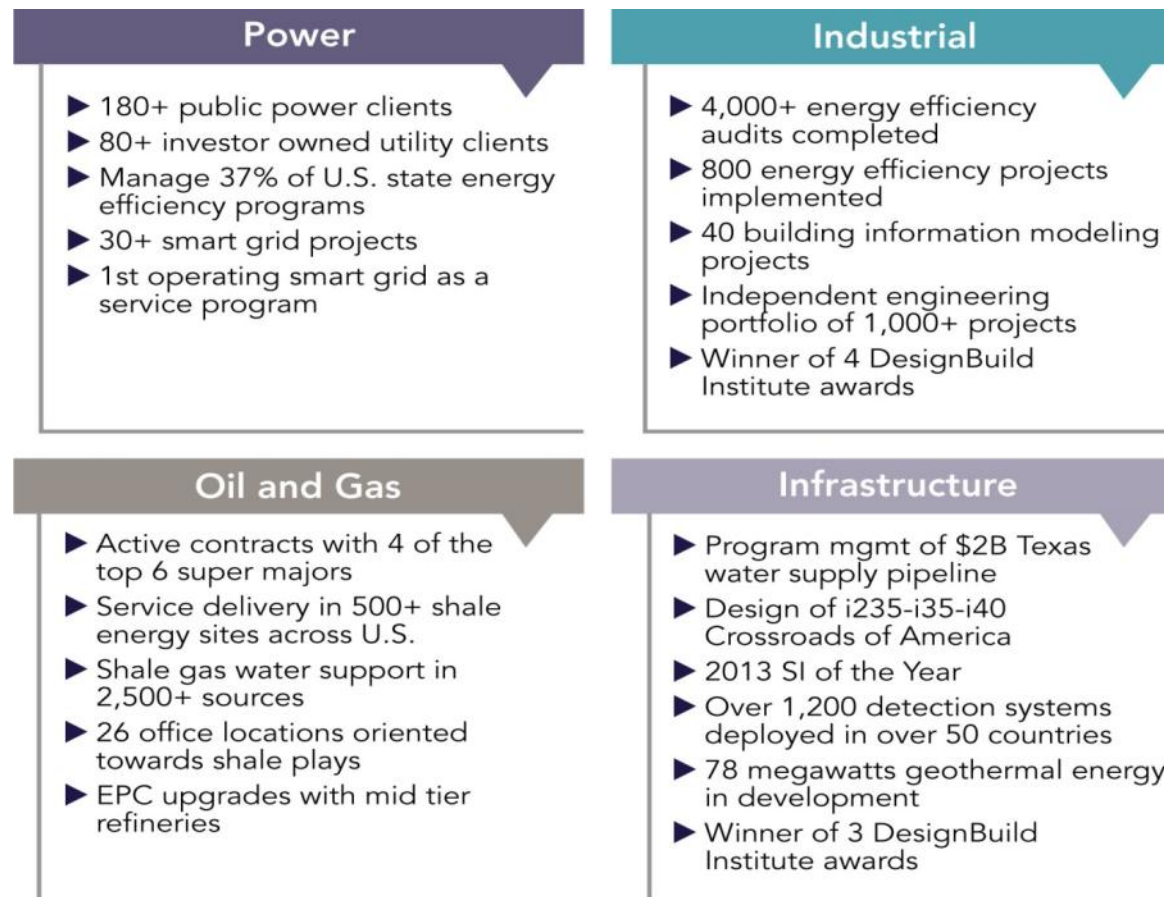 Power
▶ 180+ public power clients
▶ 80+ investor owned utility clients
▶ Manage 37% of U.S. state energy
efficiency programs
▶ 30+ smart grid projects
▶ 1st operating smart grid as a
service program
Industrial
▶ 4,000+ energy efficiency
audits completed
▶ 800 energy efficiency projects
implemented
▶ 40 building information modeling
projects
▶ Independent engineering
portfolio of 1,000+ projects
▶ Winner of 4 DesignBuild
Institute awards
Oil and Gas
▶ Active contracts with 4 of the
top 6 super majors
▶ Service delivery in 500+ shale
energy sites across U.S.
▶ Shale gas water support in
2,500+ sources
▶ 26 office locations oriented
towards shale plays
▶ EPC upgrades with mid tier
refineries
Infrastructure
▶ Program mgmt of $2B Texas
water supply pipeline
▶ Design of i235-i35-i40
Crossroads of America
▶ 2013 SI of the Year
▶ Over 1,200 detection systems
deployed in over 50 countries
▶ 78 megawatts geothermal energy
in development
▶ Winner of 3 DesignBuild
Institute awards